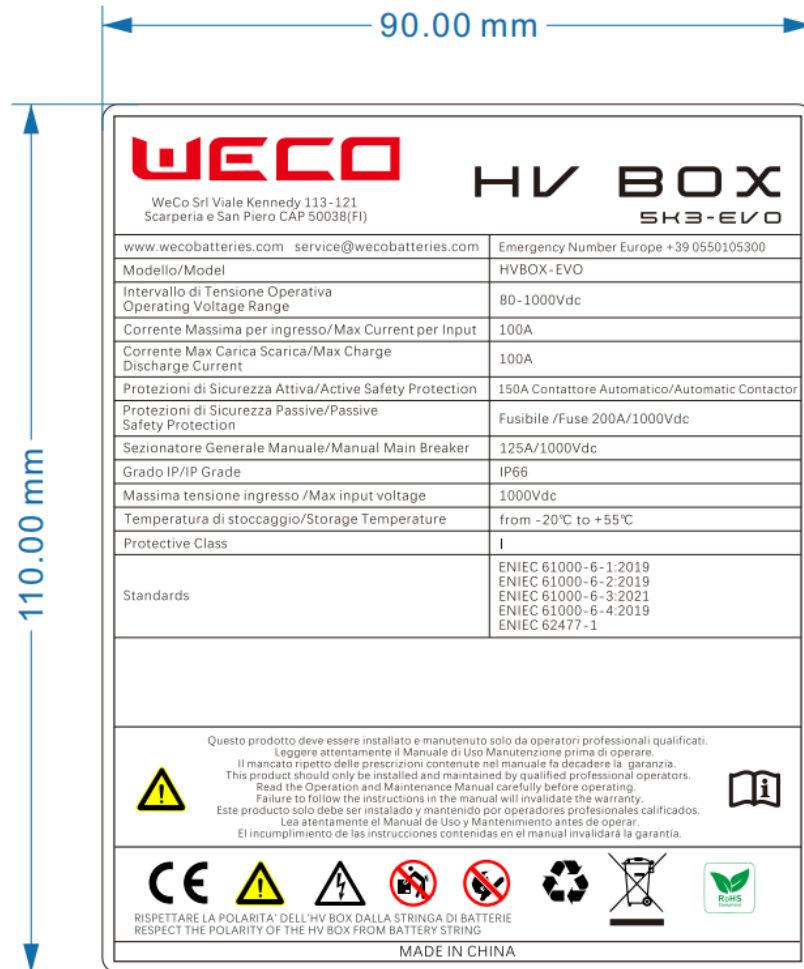 90.00 mm
110.00 mm
WECO
WeCo Srl Viale Kennedy 113-121
Scarperia e San Piero CAP 50038(FI)
HV BOX
5K3-EVO
www.wecobatteries.com service@wecobatteries.com
Emergency Number Europe +39 0550105300
Modello/Model
HVBOX-EVO
Intervallo di Tensione Operativa
Operating Voltage Range
80-1000Vdc
Corrente Massima per ingresso/Max Current per Input
100A
Corrente Max Carica Scarica/Max Charge
Discharge Current
100A
Protezioni di Sicurezza Attiva/Active Safety Protection
150A Contattore Automatico/Automatic Contactor
Protezioni di Sicurezza Passive/Passive
Safety Protection
Fusibile /Fuse 200A/1000Vdc
Sezionatore Generale Manuale/Manual Main Breaker
125A/1000Vdc
Grado IP/IP Grade
IP66
Massima tensione ingresso /Max input voltage
1000Vdc
Temperatura di stoccaggio/Storage Temperature
from -20℃ to +55℃
Protective Class
I
Standards
ENIEC 61000-6-1:2019
ENIEC 61000-6-2:2019
ENIEC 61000-6-3:2021
ENIEC 61000-6-4:2019
ENIEC 62477-1
Questo prodotto deve essere installato e manutenuto solo da operatori professionali qualificati.
Leggere attentamente il Manuale di Uso Manutenzione prima di operare.
Il mancato ripetto delle prescrizioni contenute nel manuale fa decadere la garanzia.
This product should only be installed and maintained by qualified professional operators.
Read the Operation and Maintenance Manual carefully before operating.
Failure to follow the instructions in the manual will invalidate the warranty.
Este producto solo debe ser instalado y mantenido por operadores profesionales calificados.
Lea atentamente el Manual de Uso y Mantenimiento antes de operar.
El incumplimiento de las instrucciones contenidas en el manual invalidará la garantía.
CE
RoHS
RISPETTARE LA POLARITA' DELL'HV BOX DALLA STRINGA DI BATTERIE
RESPECT THE POLARITY OF THE HV BOX FROM BATTERY STRING
MADE IN CHINA